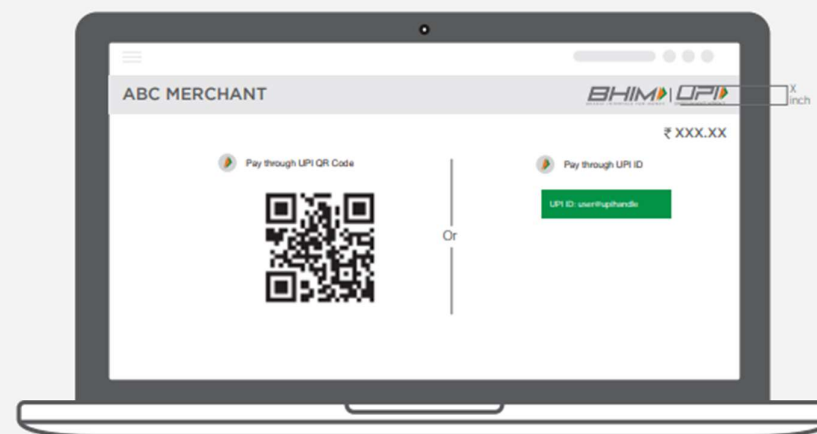 ABC MERCHANT
BHIM UPI
X
inch
₹ XXX.XX
Pay through UPI QR Code
Pay through UPI ID
UPI ID: user@upihandle
Or